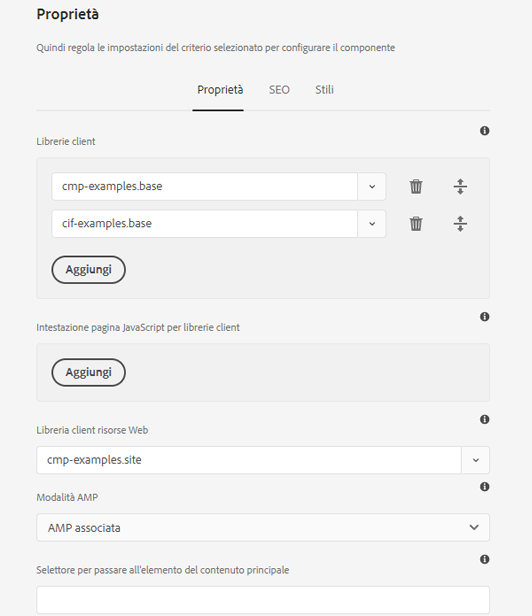 Proprietà
Quindi regola le impostazioni del criterio selezionato per configurare il componente
Proprietà SEO Stili
Librerie client
cmp-examples.base
cif-examples.base
Aggiungi
Intestazione pagina JavaScript per librerie client
Aggiungi
Libreria client risorse Web
cmp-examples.site
Modalità AMP
AMP associata
Selettore per passare all'elemento del contenuto principale